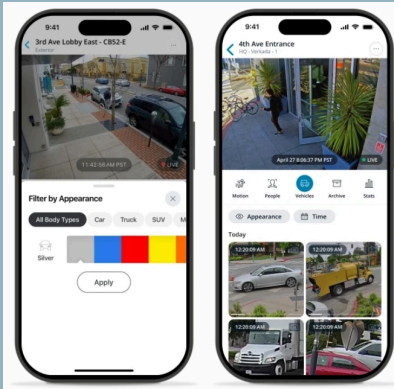 9:41
3rd Ave Lobby East - CB52-E
Exterior
11:42:56 AM PST
LIVE
Filter by Appearance
All Body Types
Car
Truck
SUV
M
Silver
Apply
9:41
4th Ave Entrance
HQ - Verkada - 1
April 27 8:06:37 PM PST
LIVE
Motion
People
Vehicles
Archive
Stats
Appearance
Time
Today
12:20:09 AM
12:20:09 AM
12:20:09 AM
12:20:09 AM